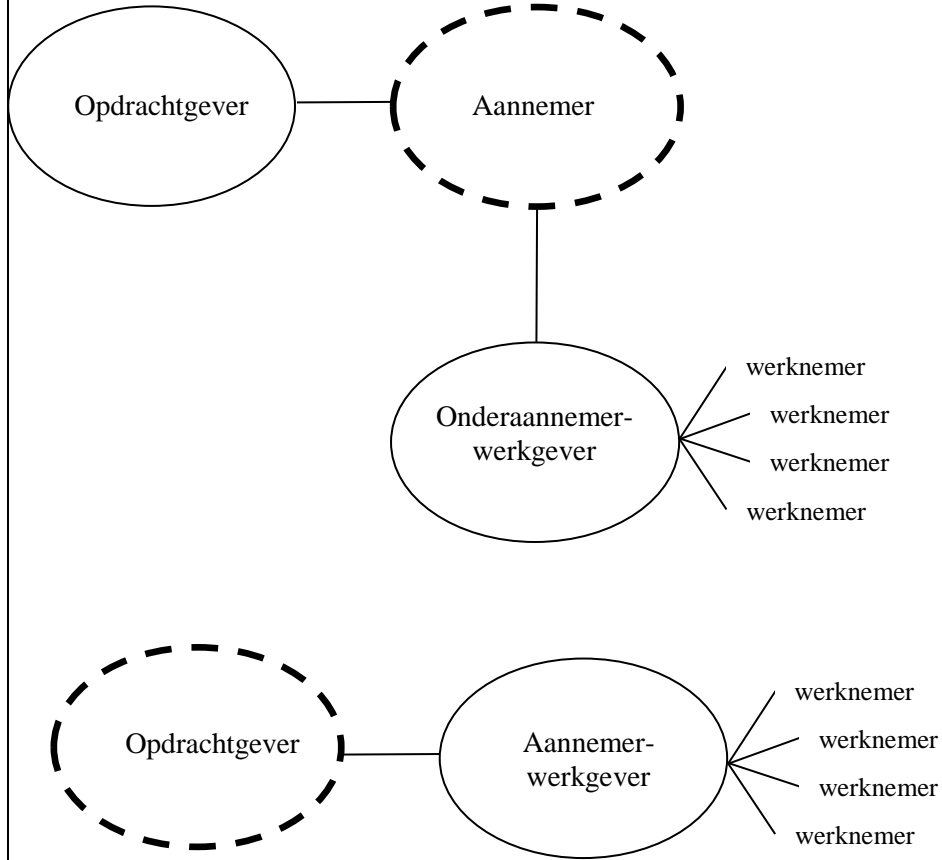 Opdrachtgever
Aannemer
Onderaannemer-
werkgever
werknemer
werknemer
werknemer
werknemer
Opdrachtgever
Aannemer-
werkgever
werknemer
werknemer
werknemer
werknemer